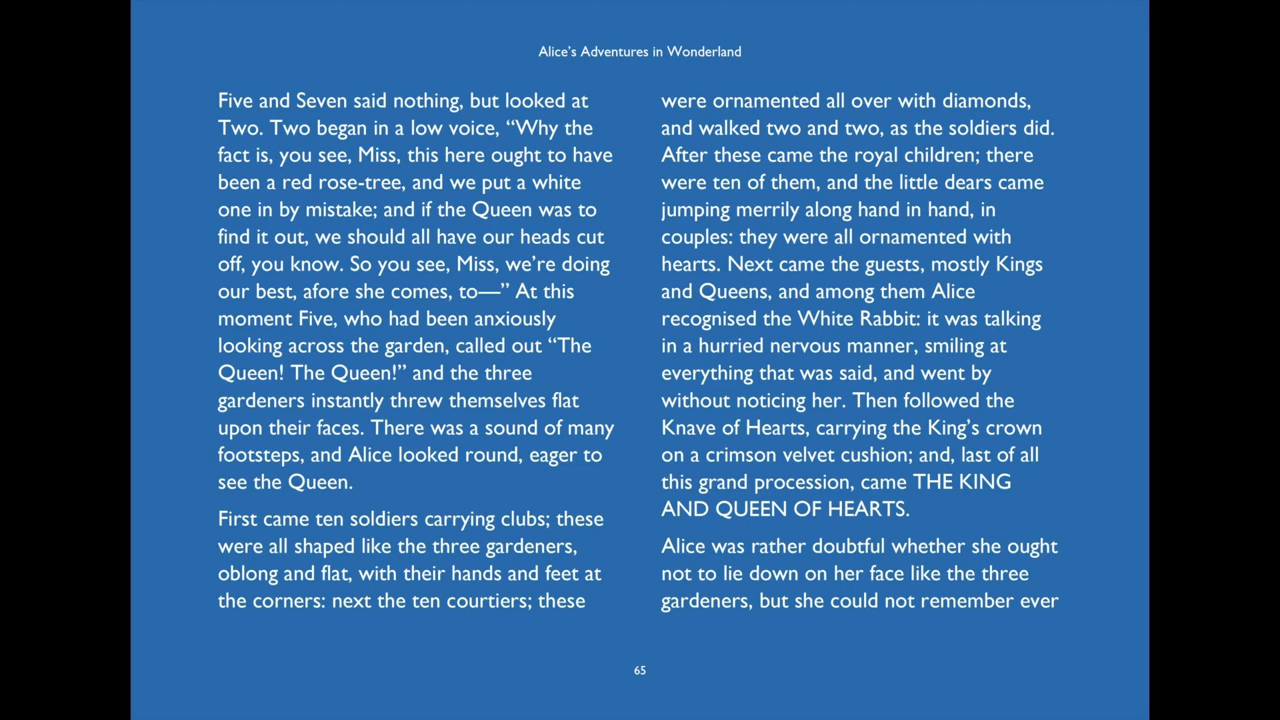 Alice’s Adventures in Wonderland
Five and Seven said nothing, but looked at
Two. Two began in a low voice, “Why the
fact is, you see, Miss, this here ought to have
been a red rose-tree, and we put a white
one in by mistake; and if the Queen was to
find it out, we should all have our heads cut
off, you know. So you see, Miss, we’re doing
our best, afore she comes, to—” At this
moment Five, who had been anxiously
looking across the garden, called out “The
Queen! The Queen!” and the three
gardeners instantly threw themselves flat
upon their faces. There was a sound of many
footsteps, and Alice looked round, eager to
see the Queen.
First came ten soldiers carrying clubs; these
were all shaped like the three gardeners,
oblong and flat, with their hands and feet at
the corners: next the ten courtiers; these
were ornamented all over with diamonds,
and walked two and two, as the soldiers did.
After these came the royal children; there
were ten of them, and the little dears came
jumping merrily along hand in hand, in
couples: they were all ornamented with
hearts. Next came the guests, mostly Kings
and Queens, and among them Alice
recognised the White Rabbit: it was talking
in a hurried nervous manner, smiling at
everything that was said, and went by
without noticing her. Then followed the
Knave of Hearts, carrying the King’s crown
on a crimson velvet cushion; and, last of all
this grand procession, came THE KING
AND QUEEN OF HEARTS.
Alice was rather doubtful whether she ought
not to lie down on her face like the three
gardeners, but she could not remember ever
65